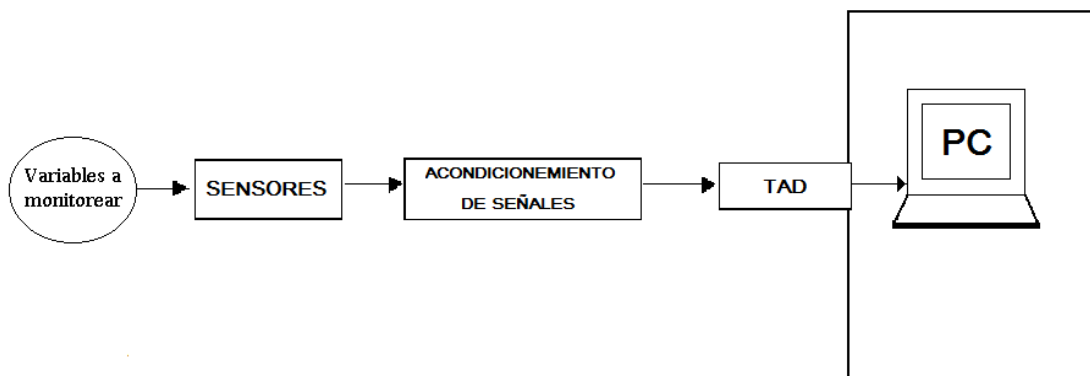 Variables a
monitorear
SENSORES
ACONDICIONEMIENTO
DE SEÑALES
TAD
PC